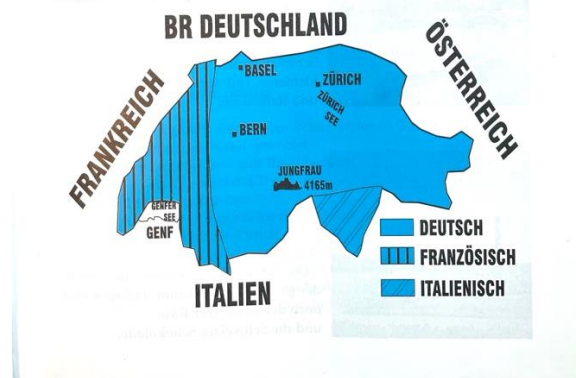 BR DEUTSCHLAND
FRANKREICH
ÖSTERREICH
BASEL
ZÜRICH
ZÜRICH
SEE
BERN
JUNGFRAU
4165m
GENFER
SEE
GENF
DEUTSCH
FRANZÖSISCH
ITALIENISCH
ITALIEN